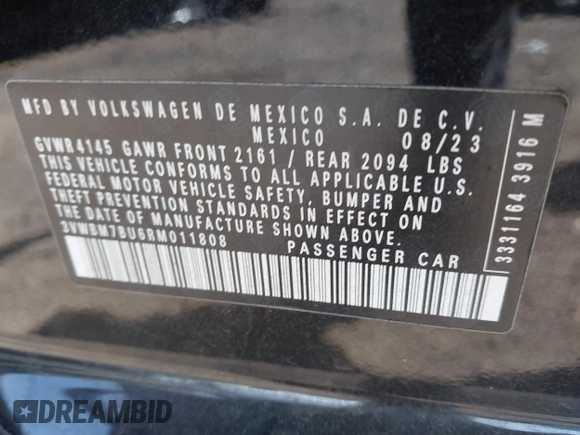 MFD BY VOLKSWAGEN DE MEXICO S.A. DE C.V.
MEXICO 08/23
GVWR 4145 GAWR FRONT 2161 / REAR 2094 LBS
THIS VEHICLE CONFORMS TO ALL APPLICABLE U.S.
FEDERAL MOTOR VEHICLE SAFETY, BUMPER AND
THEFT PREVENTION STANDARDS IN EFFECT ON
THE DATE OF MANUFACTURE SHOWN ABOVE.
3VWBM7BU6RM011808 PASSENGER CAR
3331164 3916 M
DREAMBID